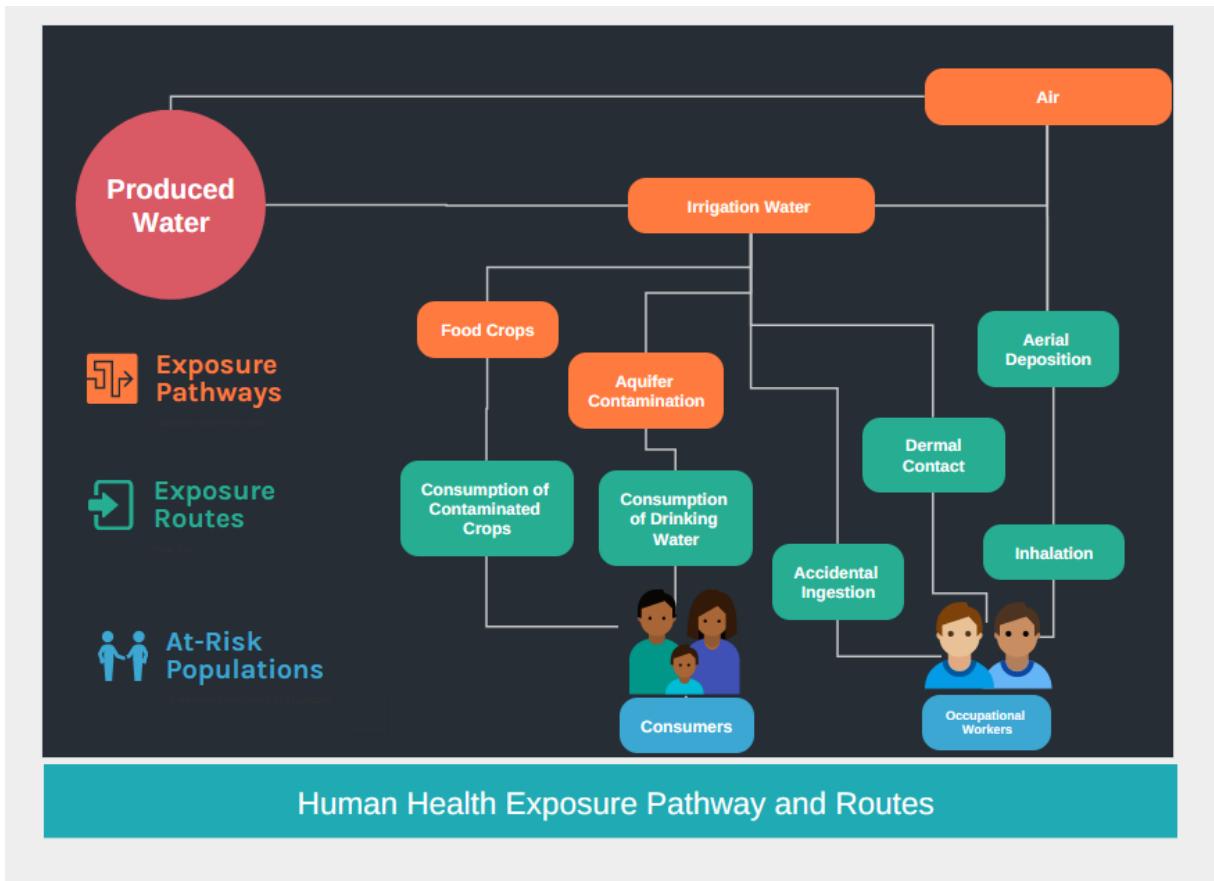 Air
Produced
Water
Irrigation Water
Food Crops
Aerial
Deposition
Exposure
Pathways
Aquifer
Contamination
Dermal
Contact
Exposure
Routes
Consumption of
Contaminated
Crops
Consumption
of Drinking
Water
Inhalation
Accidental
Ingestion
At-Risk
Populations
Consumers
Occupational
Workers
Human Health Exposure Pathway and Routes